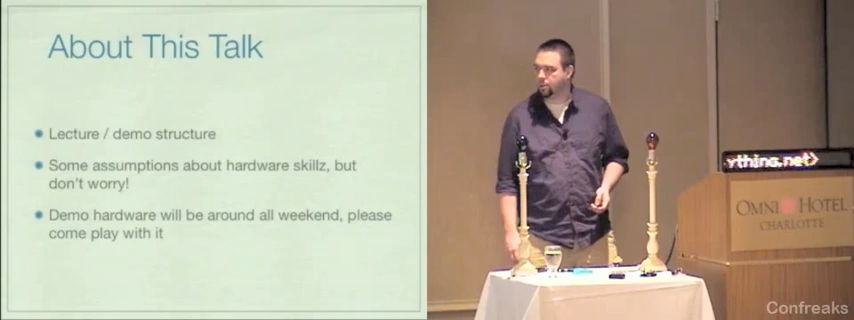 About This Talk
Lecture / demo structure
Some assumptions about hardware skillz, but
don't worry!
Demo hardware will be around all weekend, please
come play with it
ything.net>
OMNI HOTEL
CHARLOTTE
Confreaks